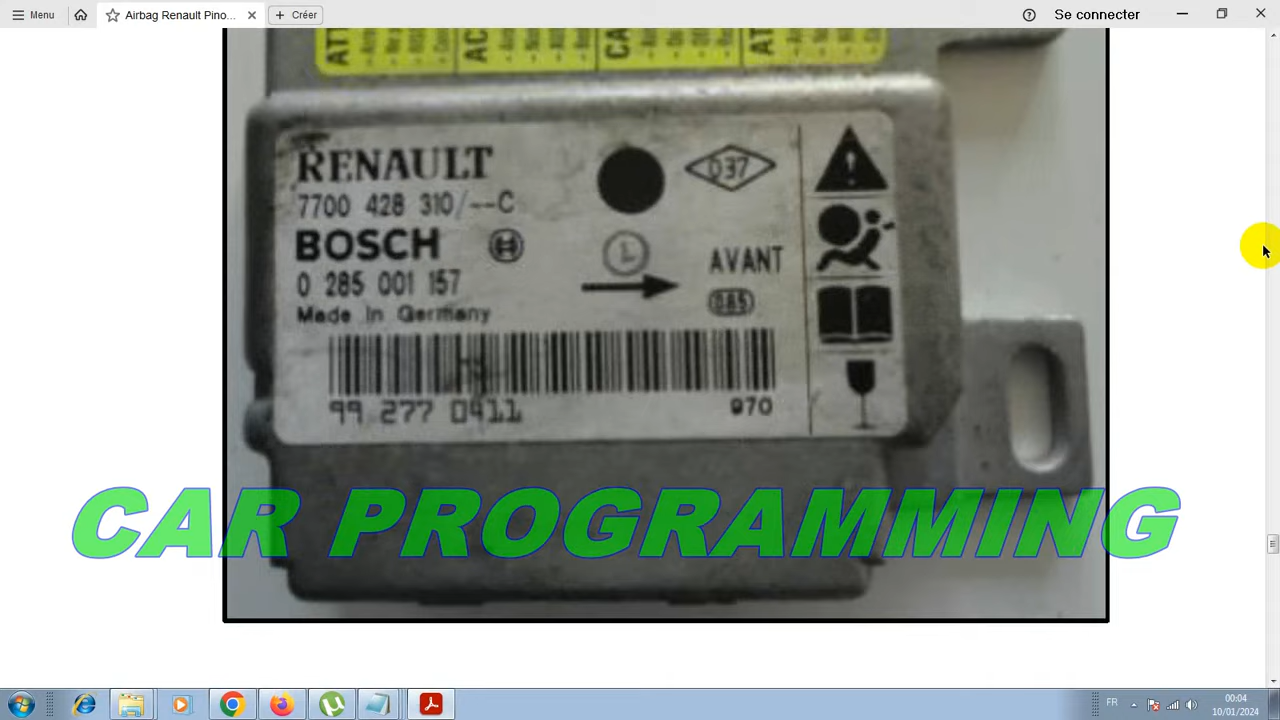 Menu
Airbag Renault Pino...
Créer
Se connecter
RENAULT
7700 428 310/--C
037
BOSCH
0 285 001 157
L
AVANT
Made in Germany
99 277 0411
970
CAR PROGRAMMING
FR
00:04
10/01/2024